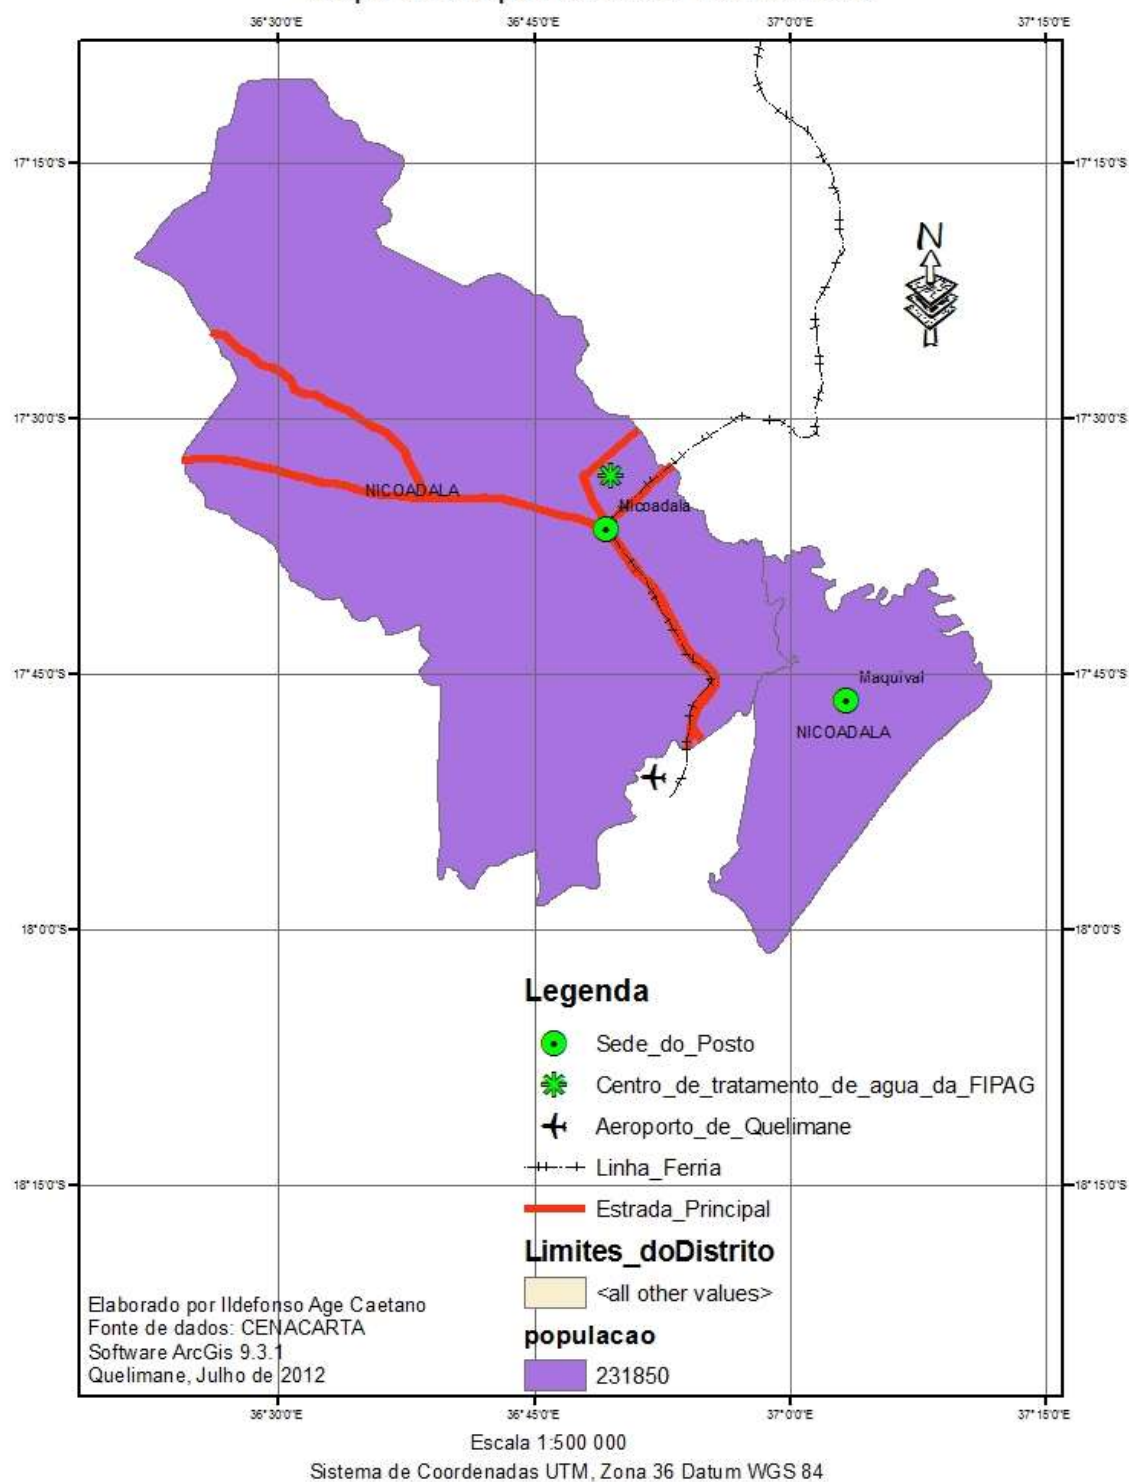 36°30'0"E 36°45'0"E 37°0'0"E 37°15'0"E
17°15'0"S 17°15'0"S
N
17°30'0"S 17°30'0"S
NICOADALA
Nicoadala
17°45'0"S 17°45'0"S
Maquival
NICOADALA
18°0'0"S 18°0'0"S
Legenda
Sede_do_Posto
Centro_de_tratamento_de_agua_da_FIPAG
Aeroporto_de_Quelimane
Linha_Ferria
18°15'0"S 18°15'0"S
Estrada_Principal
Limites_doDistrito
<all other values>
populacao
231850
Elaborado por Ildefonso Age Caetano
Fonte de dados: CENACARTA
Software ArcGis 9.3.1
Quelimane, Julho de 2012
36°30'0"E 36°45'0"E 37°0'0"E 37°15'0"E
Escala 1:500 000
Sistema de Coordenadas UTM, Zona 36 Datum WGS 84